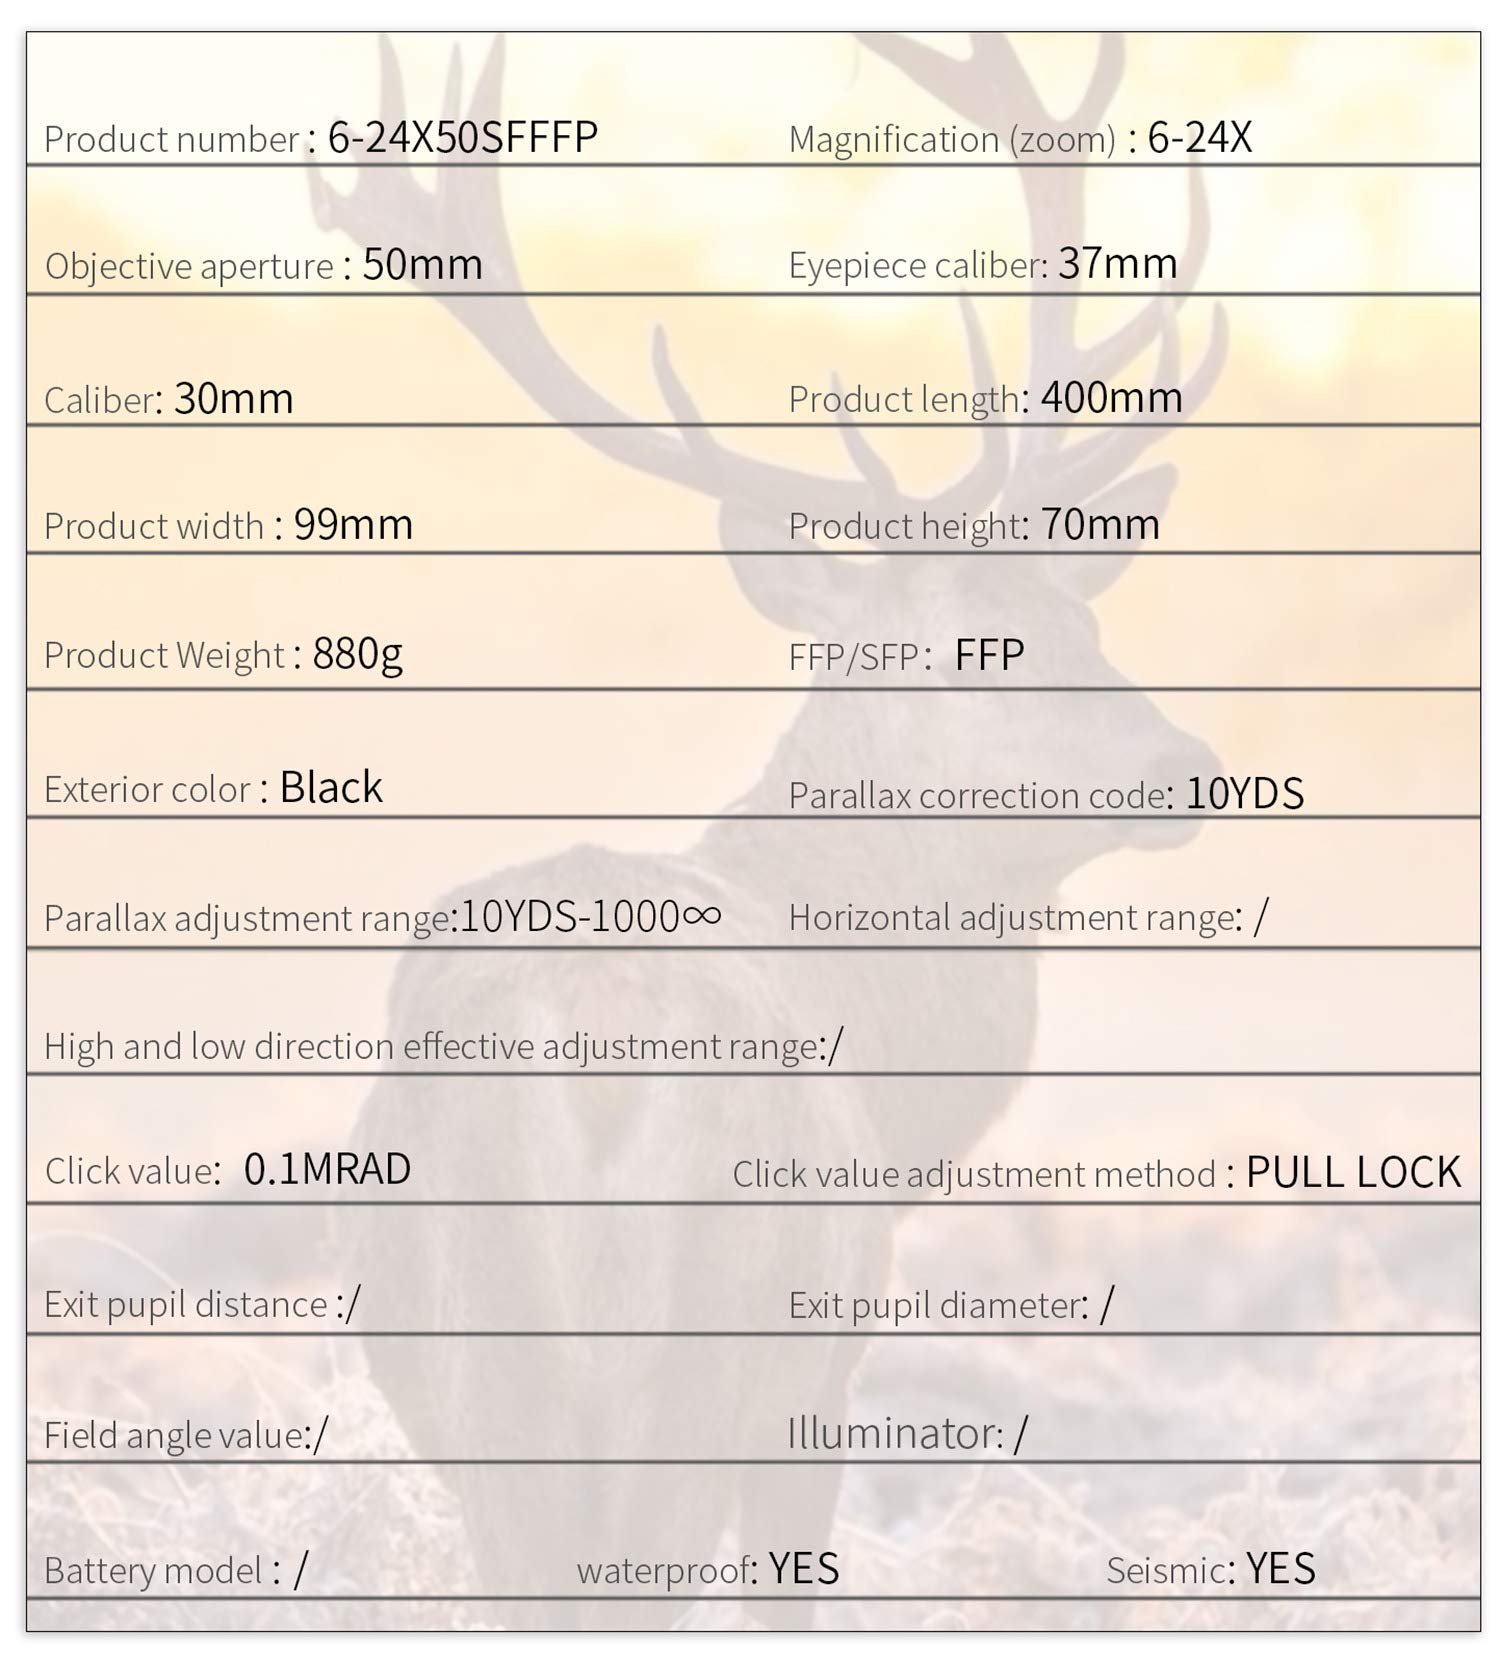 Product number : 6-24X50SFFFP Magnification (zoom) : 6-24X
Objective aperture : 50mm Eyepiece caliber: 37mm
Caliber: 30mm Product length: 400mm
Product width : 99mm Product height: 70mm
Product Weight : 880g FFP/SFP : FFP
Exterior color : Black Parallax correction code: 10YDS
Parallax adjustment range:10YDS-1000∞ Horizontal adjustment range: /
High and low direction effective adjustment range:/
Click value: 0.1MRAD Click value adjustment method : PULL LOCK
Exit pupil distance :/ Exit pupil diameter: /
Field angle value:/ Illuminator: /
Battery model : / waterproof: YES Seismic: YES